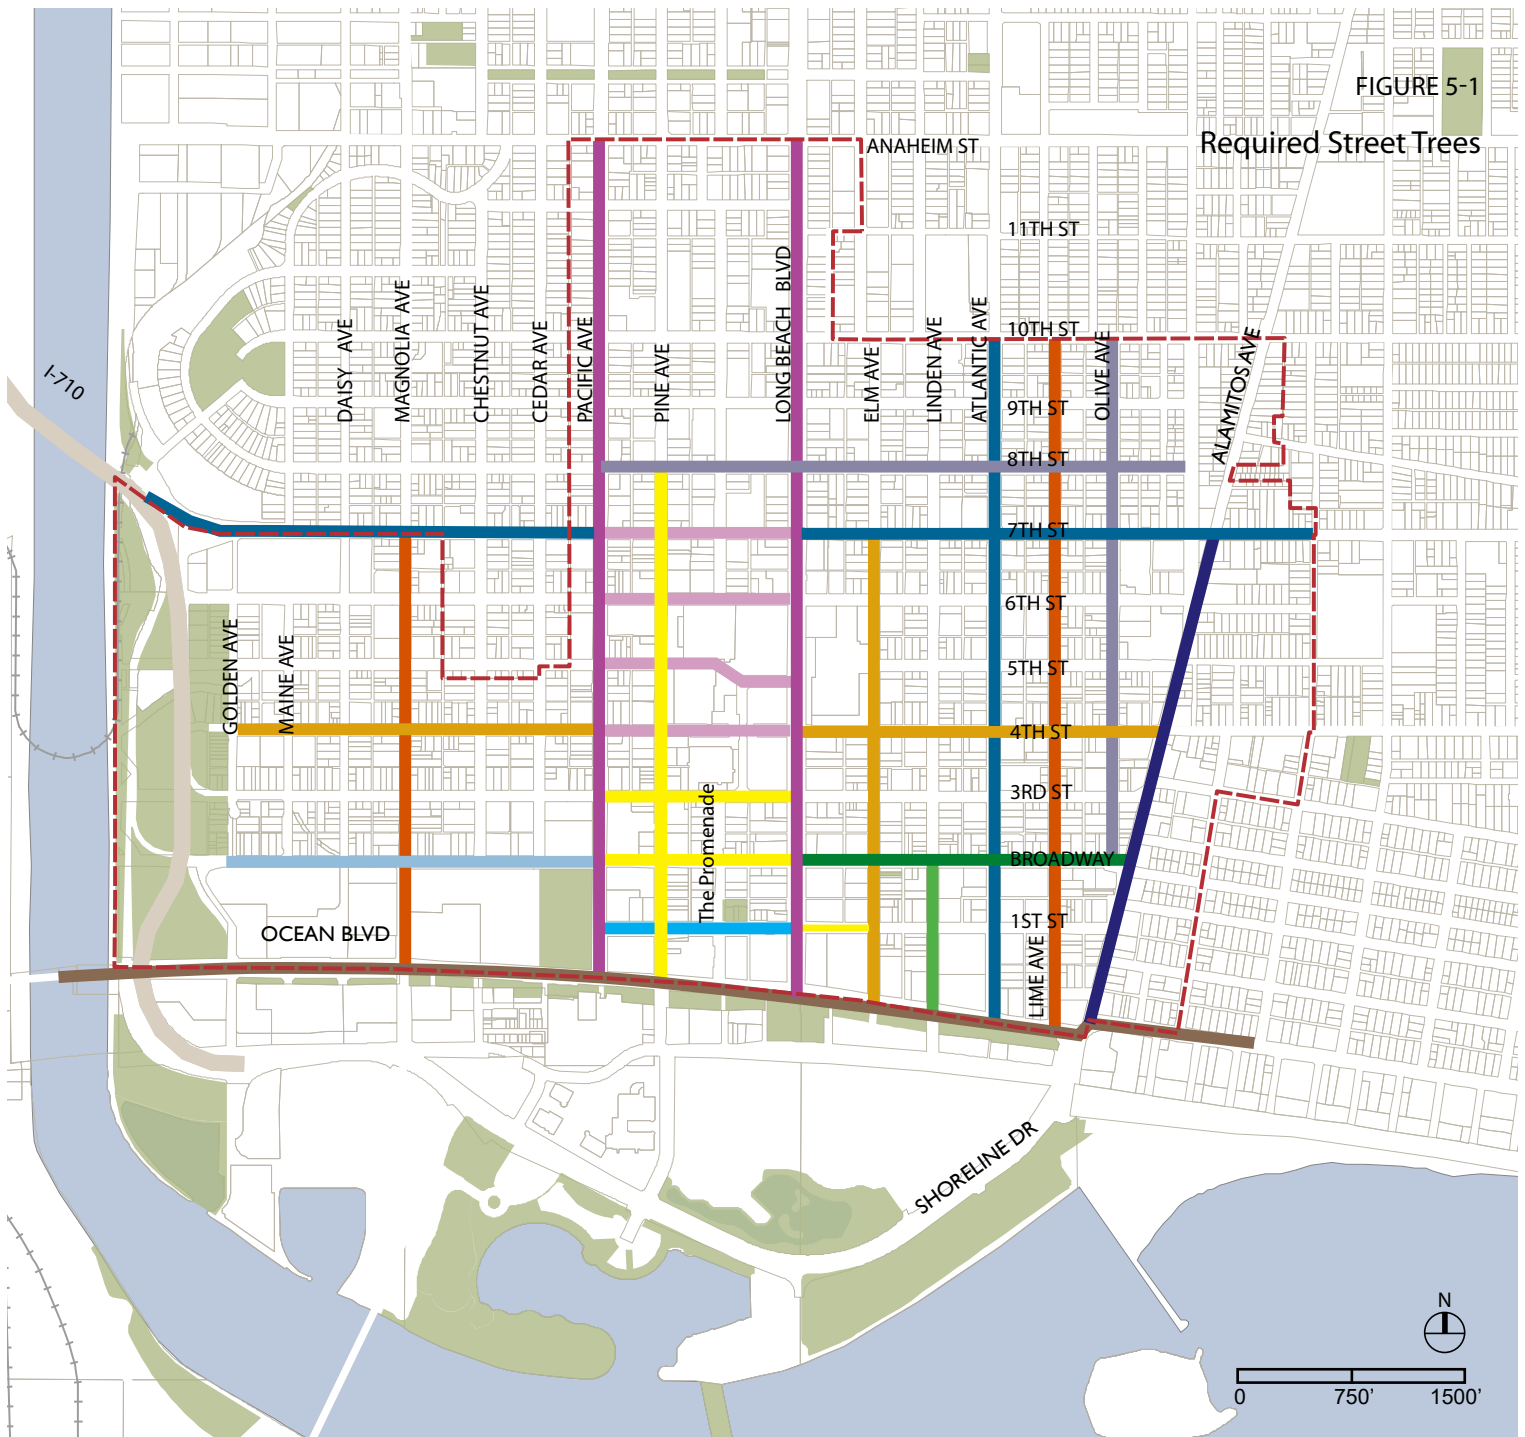 FIGURE 5-1
Required Street Trees
ANAHEIM ST
11TH ST
10TH ST
9TH ST
8TH ST
7TH ST
6TH ST
5TH ST
4TH ST
3RD ST
BROADWAY
1ST ST
I-710
DAISY AVE
MAGNOLIA AVE
CHESTNUT AVE
CEDAR AVE
PACIFIC AVE
PINE AVE
LONG BEACH BLVD
ELM AVE
LINDEN AVE
ATLANTIC AVE
OLIVE AVE
ALAMITOS AVE
GOLDEN AVE
MAINE AVE
The Promenade
LIME AVE
OCEAN BLVD
SHORELINE DR
N
0 750’ 1500’